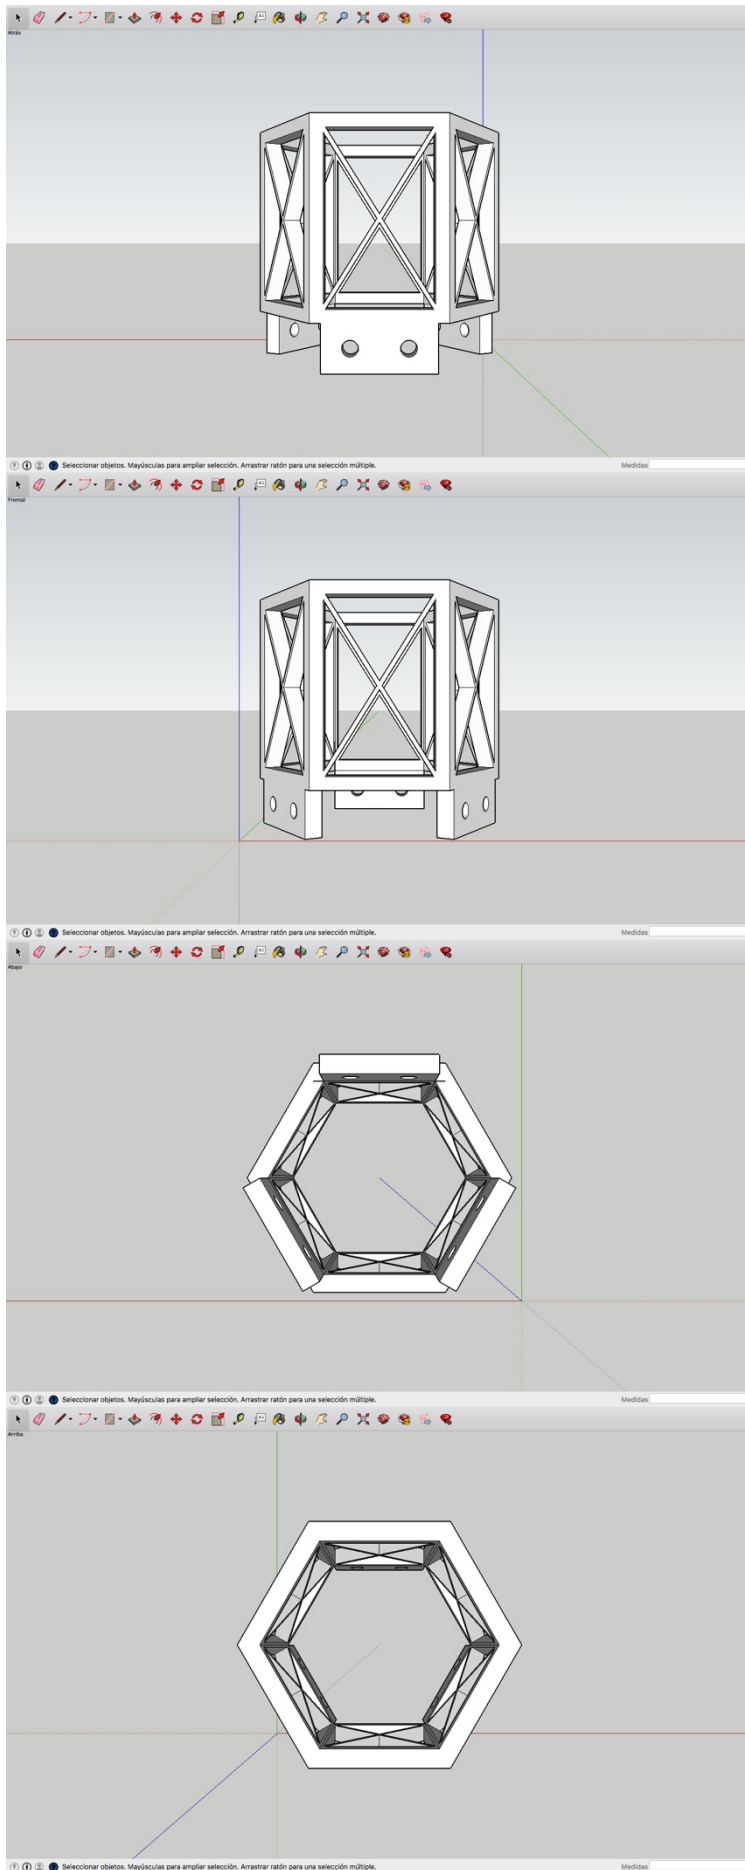 Atrás
Seleccionar objetos. Mayúsculas para ampliar selección. Arrastrar ratón para una selección múltiple.
Medidas
Frontal
Seleccionar objetos. Mayúsculas para ampliar selección. Arrastrar ratón para una selección múltiple.
Medidas
Abajo
Seleccionar objetos. Mayúsculas para ampliar selección. Arrastrar ratón para una selección múltiple.
Medidas
Arriba
Seleccionar objetos. Mayúsculas para ampliar selección. Arrastrar ratón para una selección múltiple.
Medidas